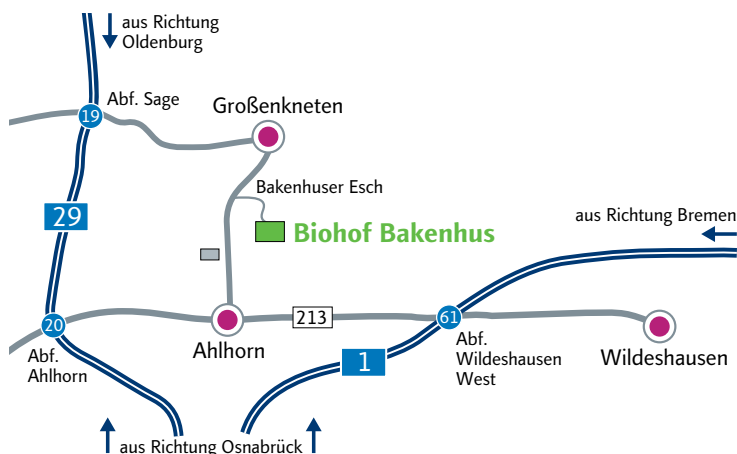 aus Richtung
Oldenburg
Abf. Sage
19
Großenkneten
Bakenhuser Esch
29
Biohof Bakenhus
aus Richtung Bremen
20
Abf.
Ahlhorn
Ahlhorn
213
61
Abf.
Wildeshausen
West
Wildeshausen
1
aus Richtung Osnabrück